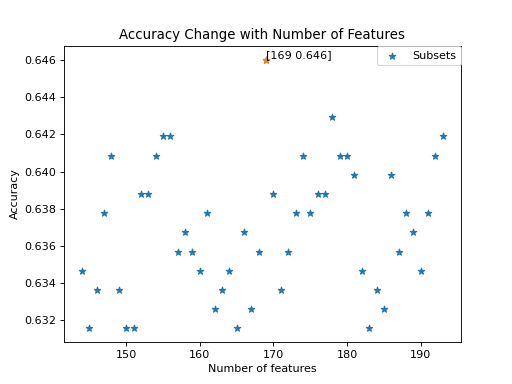 Accuracy Change with Number of Features
[169 0.646]
Subsets
0.646
0.644
0.642
0.640
0.638
0.636
0.634
0.632
Accuracy
150 160 170 180 190
Number of features